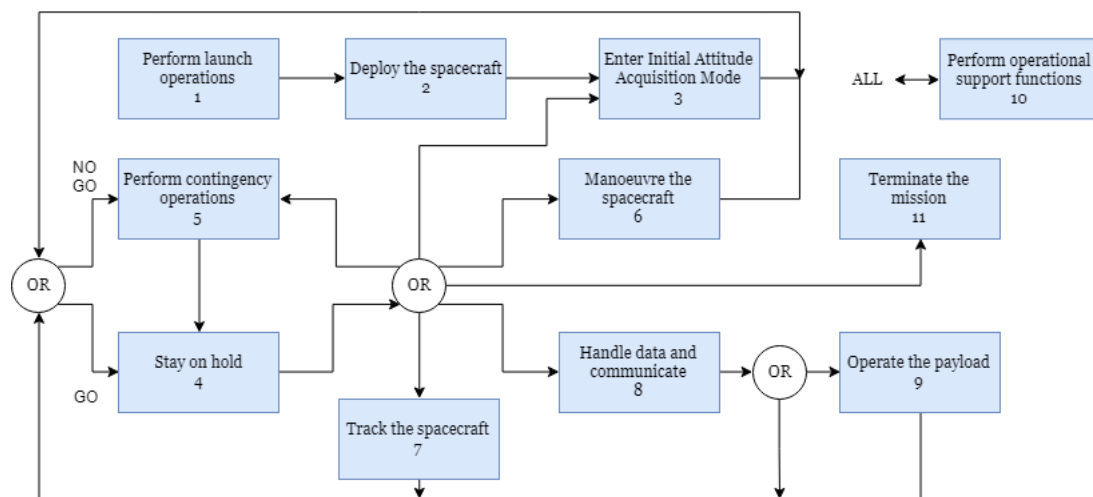 Perform launch
operations
1
Deploy the spacecraft
2
Enter Initial Attitude
Acquisition Mode
3
ALL
Perform operational
support functions
10
NO
GO
Perform contingency
operations
5
Manoeuvre the
spacecraft
6
Terminate the
mission
11
OR
OR
Stay on hold
4
GO
Handle data and
communicate
8
OR
Operate the payload
9
Track the spacecraft
7